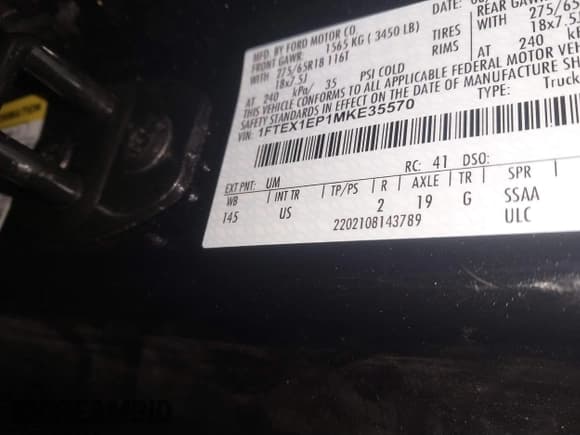 MFD. BY FORD MOTOR CO.
FRONT GAWR: 1565 KG ( 3450 LB)
WITH 275/65R18 116T
18x7.5J
AT 240 kPa/ 35 PSI COLD
DATE:
REAR GAWR
WITH 275/65
TIRES 18x7.5J
RIMS
AT 240
THIS VEHICLE CONFORMS TO ALL APPLICABLE FEDERAL MOTOR VEH
SAFETY STANDARDS IN EFFECT ON THE DATE OF MANUFACTURE
VIN: 1FTEX1EP1MKE35570
TYPE: Truck
EXT PNT: UM RC: 41 DSO:
WB INT TR TP/PS R AXLE TR SPR
145 US 2 19 G SSAA
2202108143789 ULC